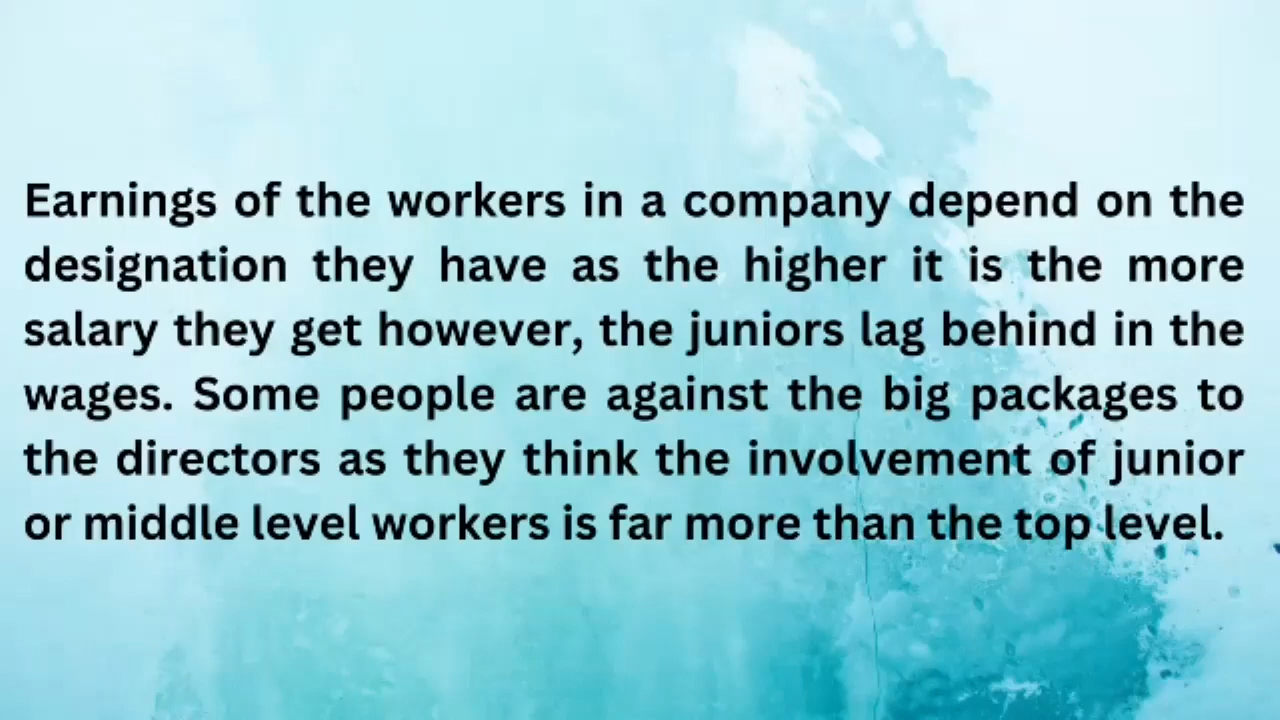 Earnings of the workers in a company depend on the
designation they have as the higher it is the more
salary they get however, the juniors lag behind in the
wages. Some people are against the big packages to
the directors as they think the involvement of junior
or middle level workers is far more than the top level.